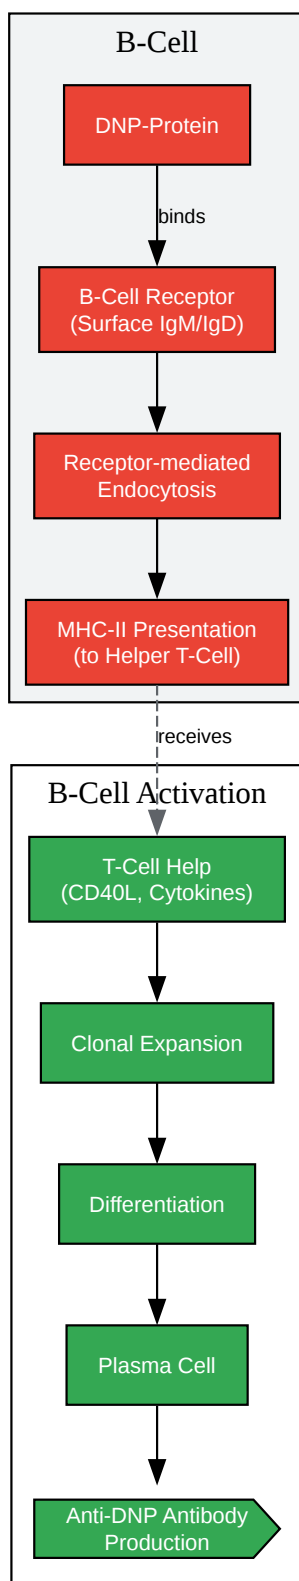 B-Cell
DNP-Protein
binds
B-Cell Receptor
(Surface IgM/IgD)
Receptor-mediated
Endocytosis
MHC-II Presentation
(to Helper T-Cell)
receives
B-Cell Activation
T-Cell Help
(CD40L, Cytokines)
Clonal Expansion
Differentiation
Plasma Cell
Anti-DNP Antibody
Production